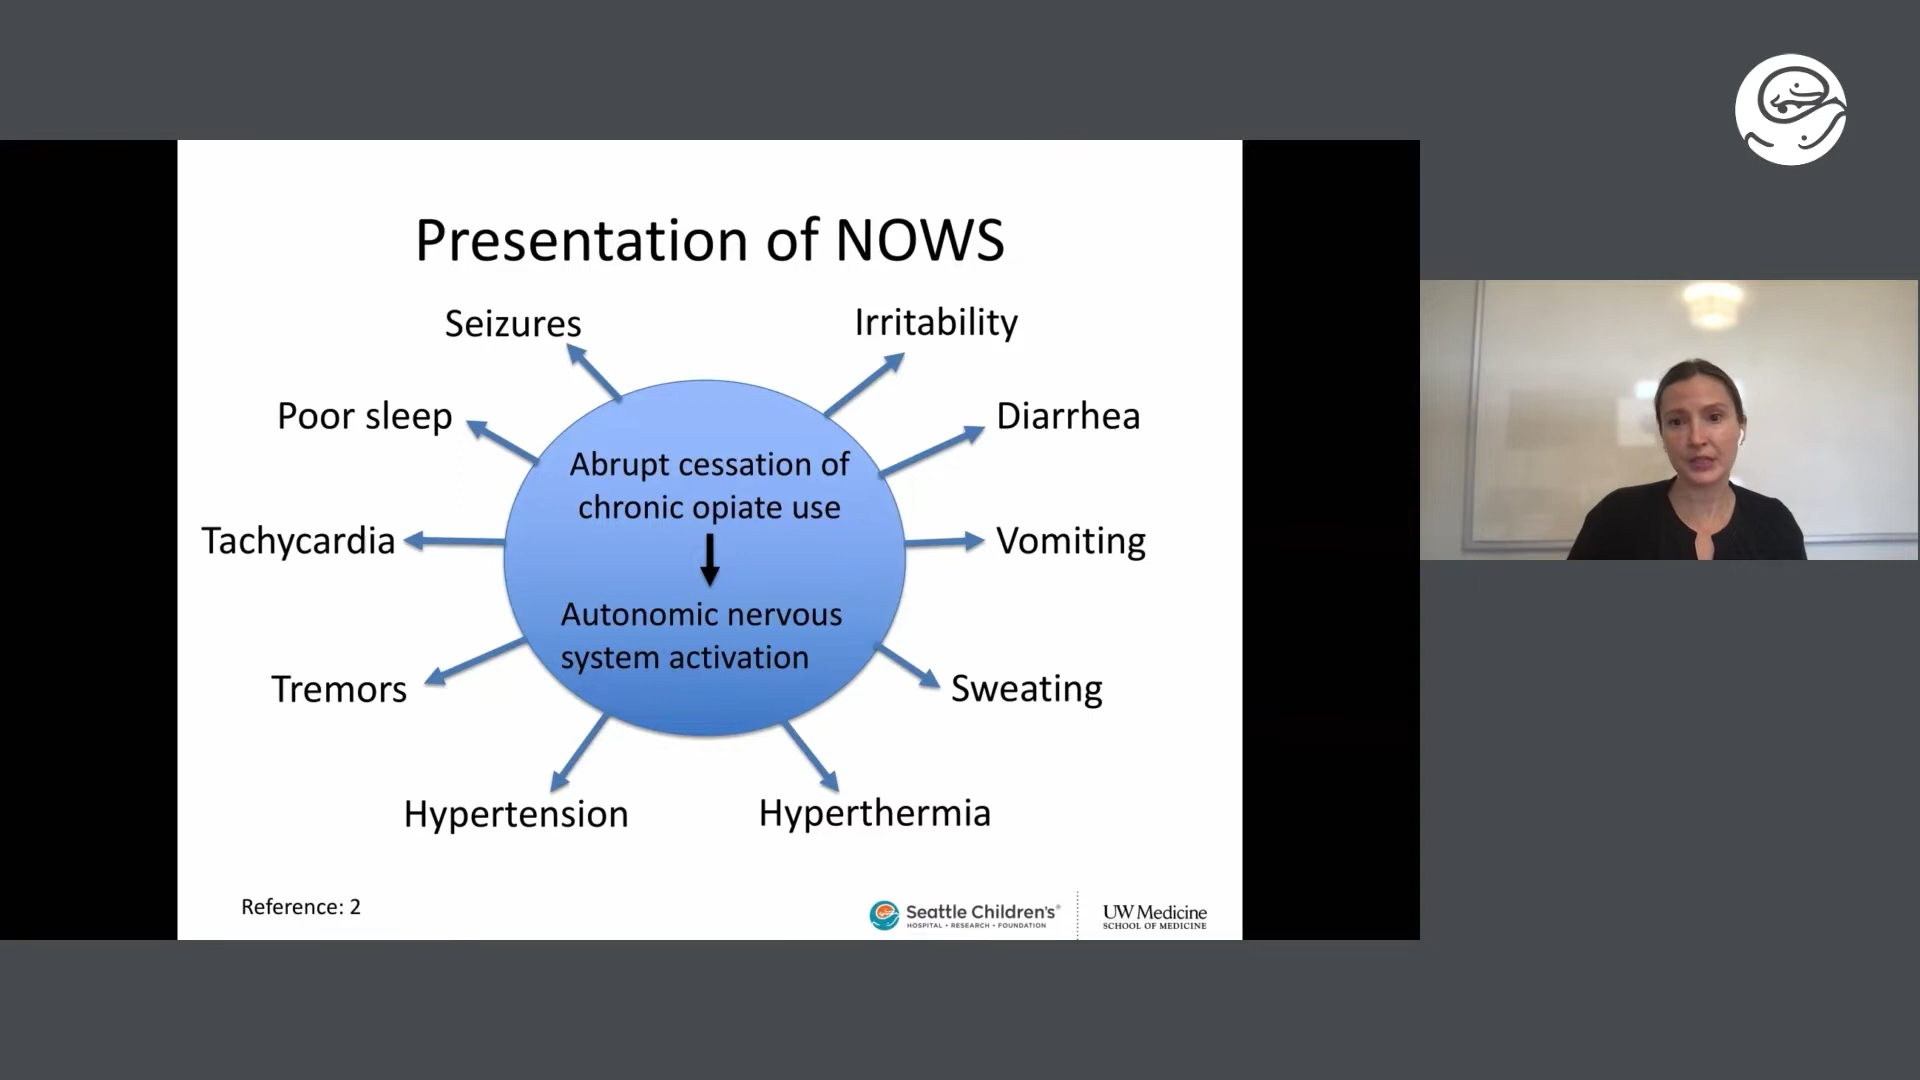 Presentation of NOWS
Seizures
Irritability
Poor sleep
Diarrhea
Abrupt cessation of
chronic opiate use
Tachycardia
Vomiting
Autonomic nervous
system activation
Tremors
Sweating
Hypertension
Hyperthermia
Reference: 2
Seattle Children's®
HOSPITAL • RESEARCH • FOUNDATION
UW Medicine
SCHOOL OF MEDICINE